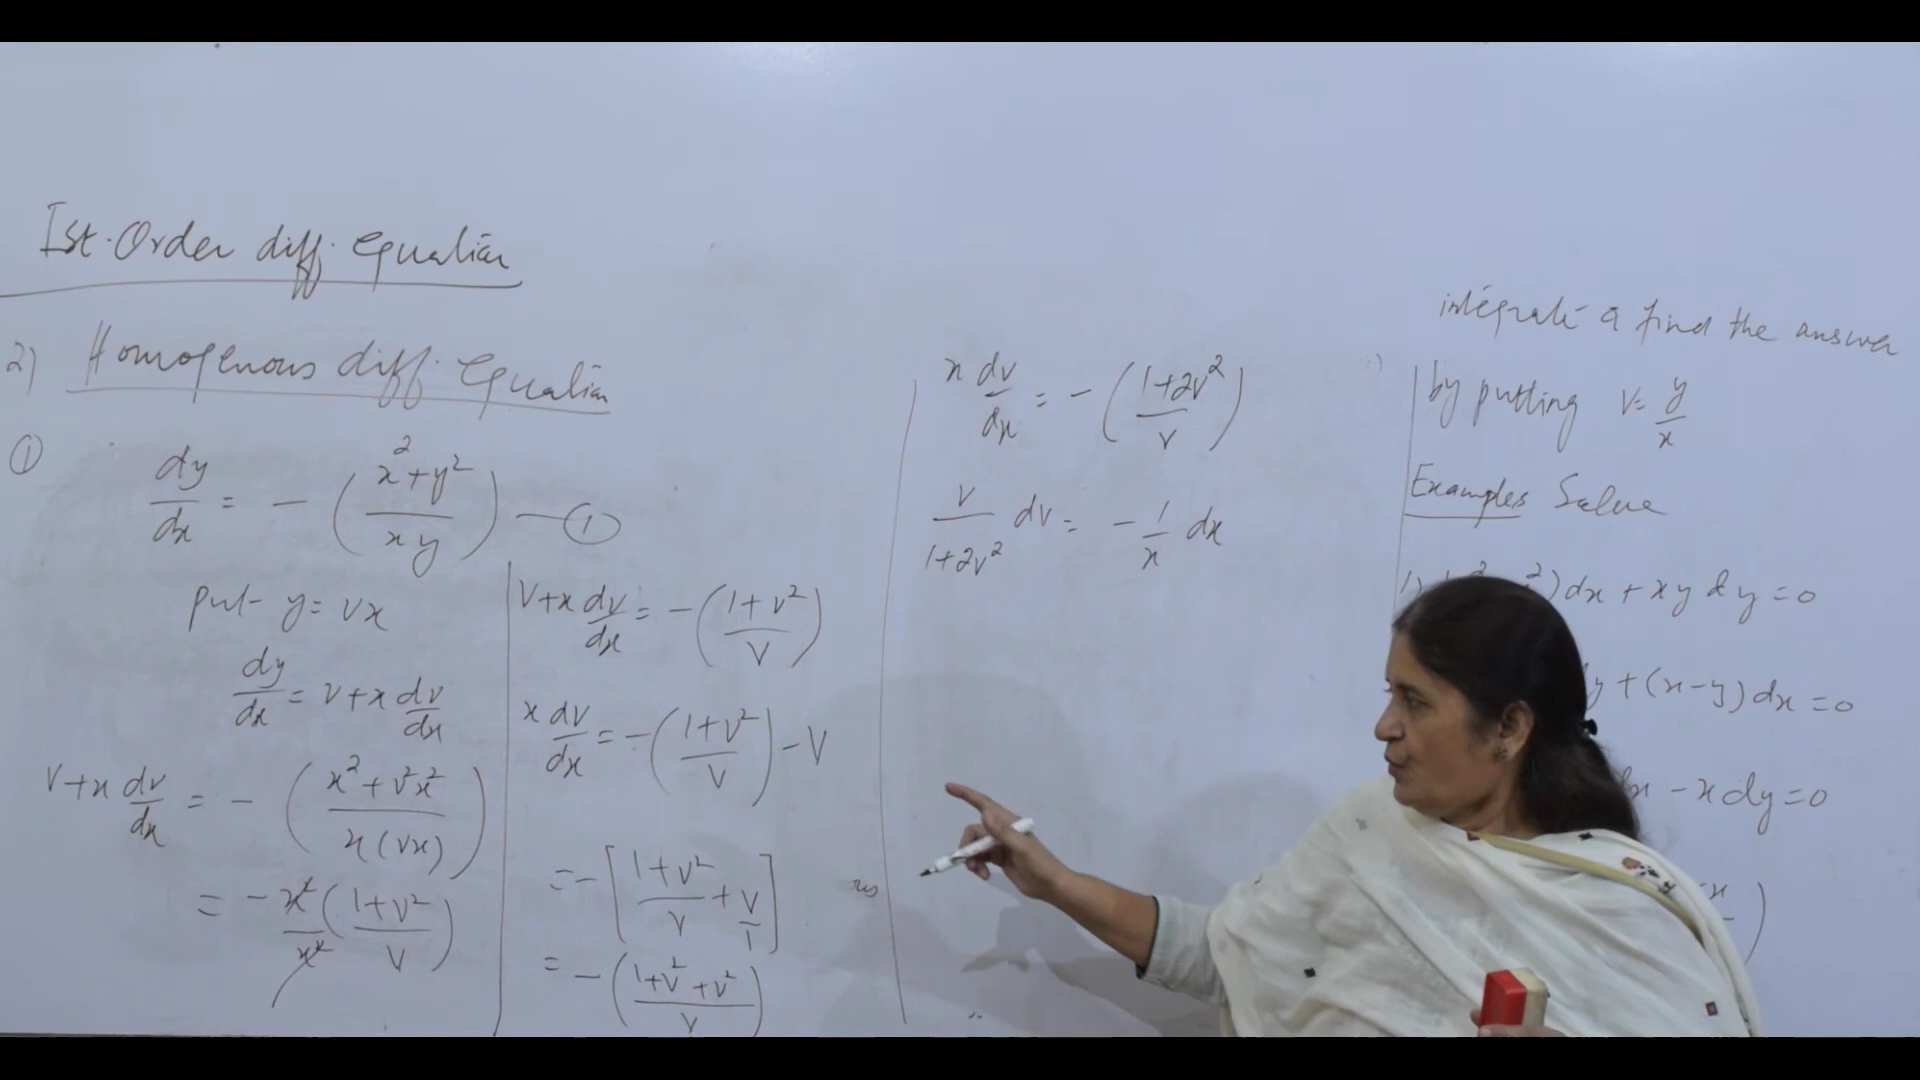 Ist. Order diff. equation
2) Homogenous diff. equation
① dy/dx = - (x²+y² / xy) — ①
put y = vx
dy/dx = v + x dv/dx
v + x dv/dx = - (x² + v²x² / x(vx))
= - x²/x² (1+v² / v)
v + x dv/dx = - (1+v² / v)
x dv/dx = - (1+v² / v) - v
= - [1+v² / v + v/1]
= - (1+v²+v² / v)
x dv/dx = - (1+2v² / v)
v / 1+2v² dv = - 1/x dx
integrate & find the answer
by putting v = y/x
Examples Solve
²) dx + xy dy = 0
y + (x-y) dx = 0
dx - x dy = 0